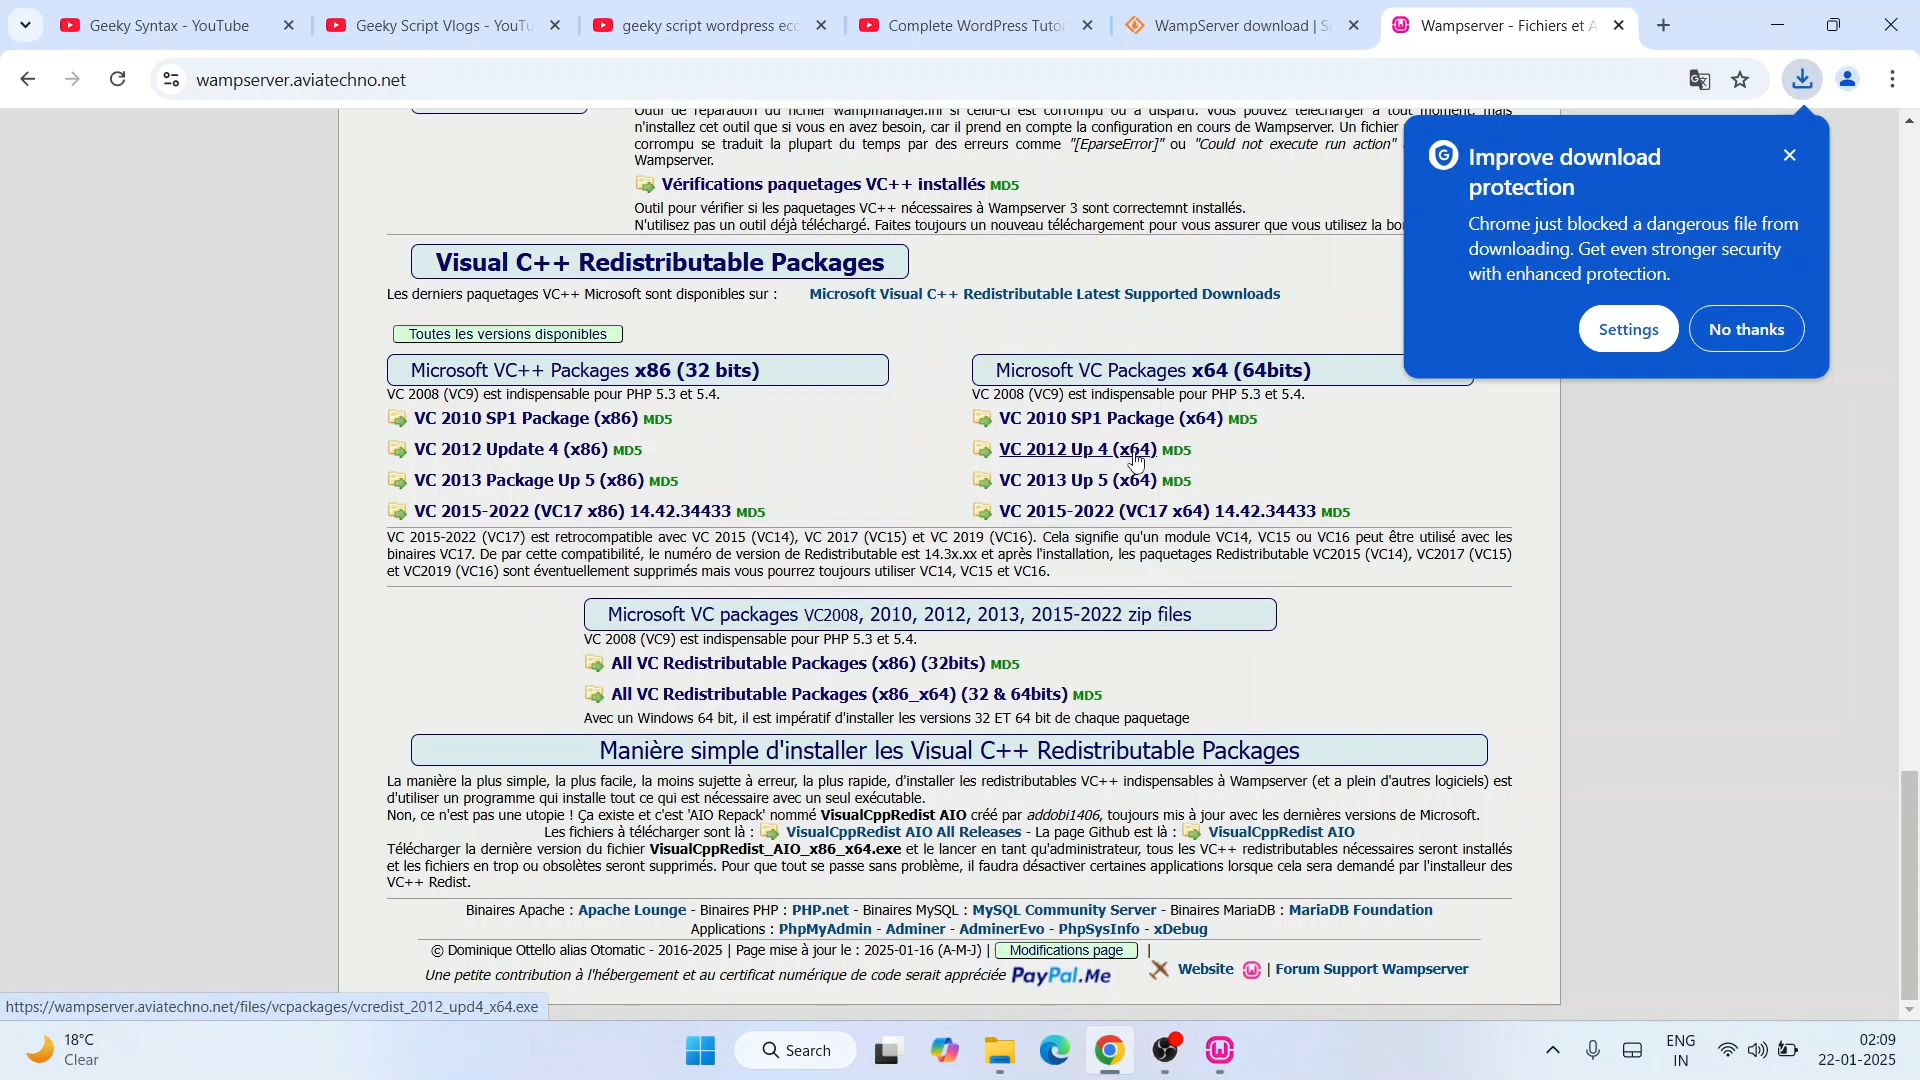 Geeky Syntax - YouTube
Geeky Script Vlogs - YouTu
geeky script wordpress eco
Complete WordPress Tutor
WampServer download | S
Wampserver - Fichiers et A
wampserver.aviatechno.net
Outil de réparation du fichier wampmanager.ini si celui-ci est corrompu ou a disparu. Vous pouvez télécharger à tout moment, mais
n'installez cet outil que si vous en avez besoin, car il prend en compte la configuration en cours de Wampserver. Un fichier
corrompu se traduit la plupart du temps par des erreurs comme "[EparseError]" ou "Could not execute run action"
Wampserver.
Vérifications paquetages VC++ installés MD5
Outil pour vérifier si les paquetages VC++ nécessaires à Wampserver 3 sont correctemnt installés.
N'utilisez pas un outil déjà téléchargé. Faites toujours un nouveau téléchargement pour vous assurer que vous utilisez la bo
Improve download
protection
Chrome just blocked a dangerous file from
downloading. Get even stronger security
with enhanced protection.
Settings
No thanks
Visual C++ Redistributable Packages
Les derniers paquetages VC++ Microsoft sont disponibles sur : Microsoft Visual C++ Redistributable Latest Supported Downloads
Toutes les versions disponibles
Microsoft VC++ Packages x86 (32 bits)
VC 2008 (VC9) est indispensable pour PHP 5.3 et 5.4.
VC 2010 SP1 Package (x86) MD5
VC 2012 Update 4 (x86) MD5
VC 2013 Package Up 5 (x86) MD5
VC 2015-2022 (VC17 x86) 14.42.34433 MD5
Microsoft VC Packages x64 (64bits)
VC 2008 (VC9) est indispensable pour PHP 5.3 et 5.4.
VC 2010 SP1 Package (x64) MD5
VC 2012 Up 4 (x64) MD5
VC 2013 Up 5 (x64) MD5
VC 2015-2022 (VC17 x64) 14.42.34433 MD5
VC 2015-2022 (VC17) est retrocompatible avec VC 2015 (VC14), VC 2017 (VC15) et VC 2019 (VC16). Cela signifie qu'un module VC14, VC15 ou VC16 peut être utilisé avec les
binaires VC17. De par cette compatibilité, le numéro de version de Redistributable est 14.3x.xx et après l'installation, les paquetages Redistributable VC2015 (VC14), VC2017 (VC15)
et VC2019 (VC16) sont éventuellement supprimés mais vous pourrez toujours utiliser VC14, VC15 et VC16.
Microsoft VC packages VC2008, 2010, 2012, 2013, 2015-2022 zip files
VC 2008 (VC9) est indispensable pour PHP 5.3 et 5.4.
All VC Redistributable Packages (x86) (32bits) MD5
All VC Redistributable Packages (x86_x64) (32 & 64bits) MD5
Avec un Windows 64 bit, il est impératif d'installer les versions 32 ET 64 bit de chaque paquetage
Manière simple d'installer les Visual C++ Redistributable Packages
La manière la plus simple, la plus facile, la moins sujette à erreur, la plus rapide, d'installer les redistributables VC++ indispensables à Wampserver (et a plein d'autres logiciels) est
d'utiliser un programme qui installe tout ce qui est nécessaire avec un seul exécutable.
Non, ce n'est pas une utopie ! Ça existe et c'est 'AIO Repack' nommé VisualCppRedist AIO créé par addobi1406, toujours mis à jour avec les dernières versions de Microsoft.
Les fichiers à télécharger sont là : VisualCppRedist AIO All Releases - La page Github est là : VisualCppRedist AIO
Télécharger la dernière version du fichier VisualCppRedist_AIO_x86_x64.exe et le lancer en tant qu'administrateur, tous les VC++ redistributables nécessaires seront installés
et les fichiers en trop ou obsolètes seront supprimés. Pour que tout se passe sans problème, il faudra désactiver certaines applications lorsque cela sera demandé par l'installeur des
VC++ Redist.
Binaires Apache : Apache Lounge - Binaires PHP : PHP.net - Binaires MySQL : MySQL Community Server - Binaires MariaDB : MariaDB Foundation
Applications : PhpMyAdmin - Adminer - AdminerEvo - PhpSysInfo - xDebug
© Dominique Ottello alias Otomatic - 2016-2025 | Page mise à jour le : 2025-01-16 (A-M-J) | Modifications page |
Une petite contribution à l'hébergement et au certificat numérique de code serait appréciée PayPal.Me
Website | Forum Support Wampserver
https://wampserver.aviatechno.net/files/vcpackages/vcredist_2012_upd4_x64.exe
18°C
Clear
Search
ENG
IN
02:09
22-01-2025